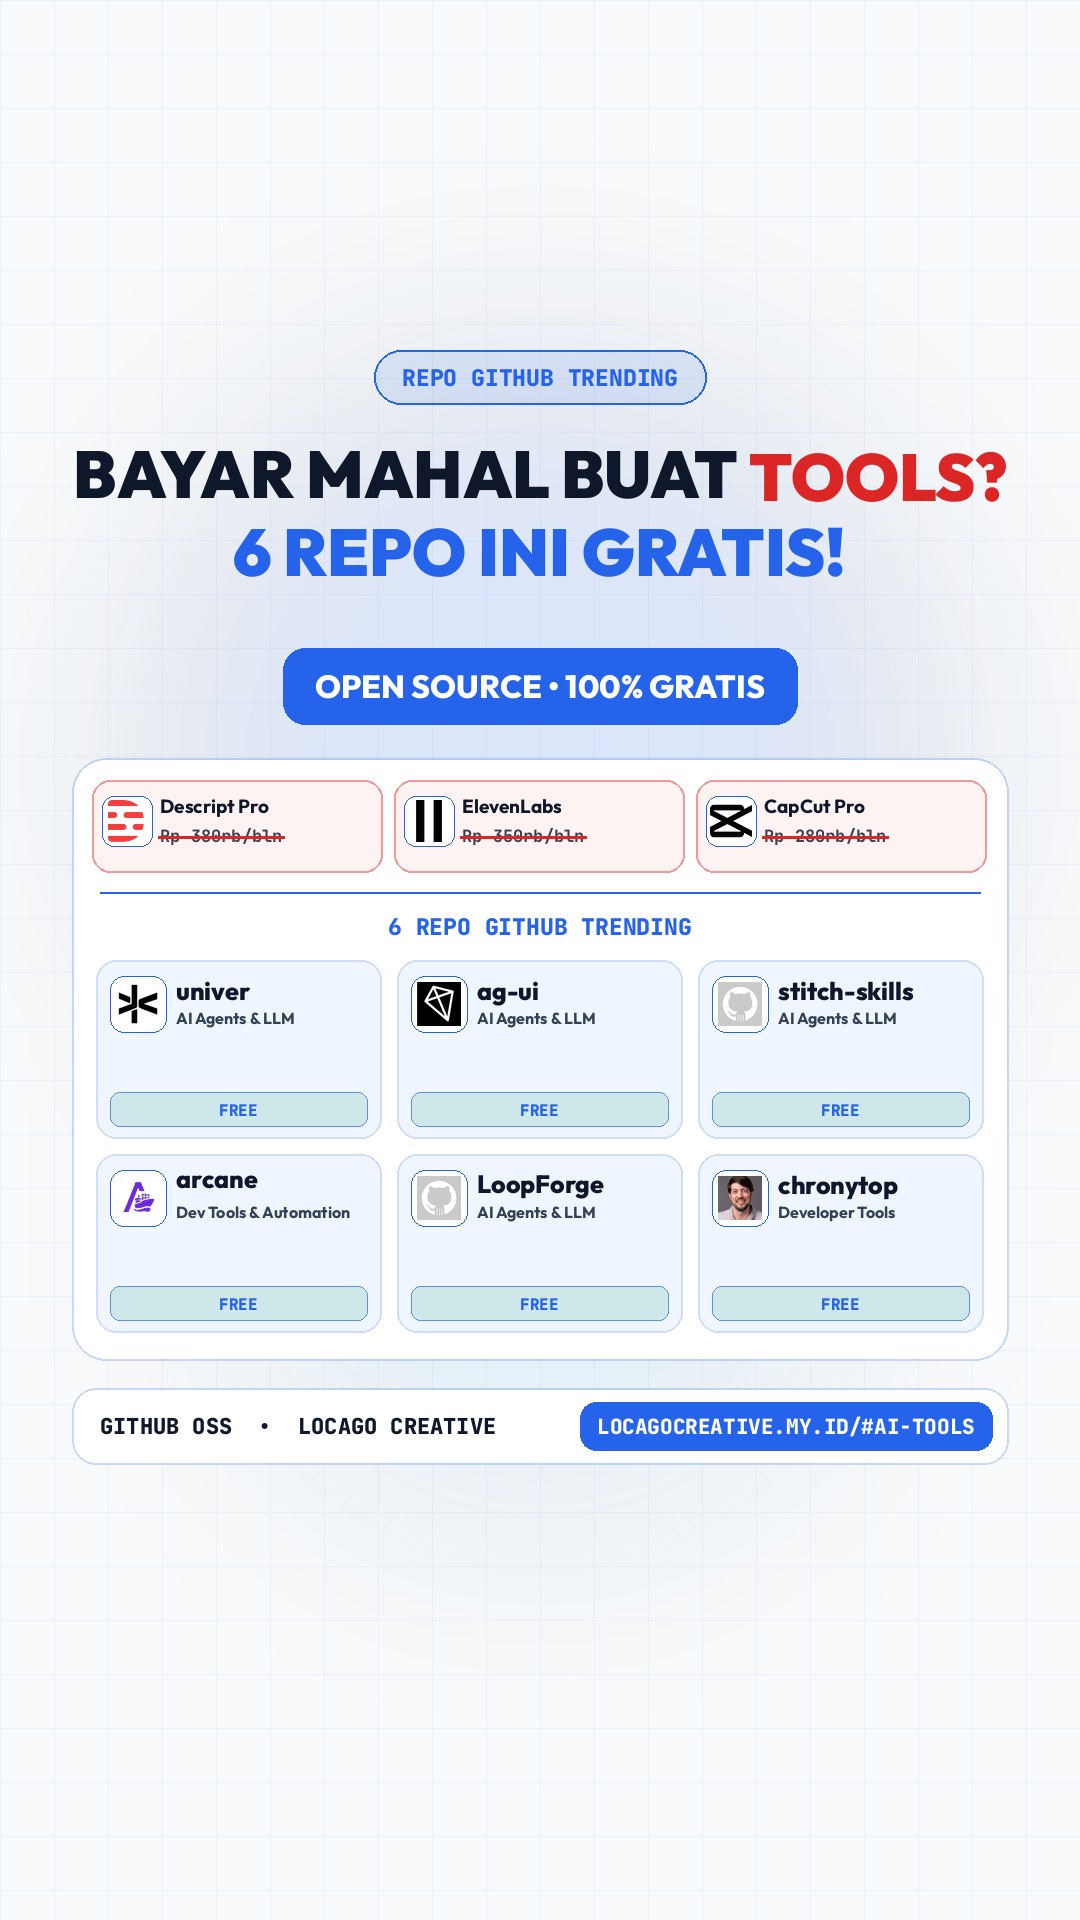 REPO GITHUB TRENDING
BAYAR MAHAL BUAT TOOLS?
6 REPO INI GRATIS!
OPEN SOURCE • 100% GRATIS
Descript Pro
Rp 380rb/bln
ElevenLabs
Rp 350rb/bln
CapCut Pro
Rp 280rb/bln
6 REPO GITHUB TRENDING
univer
AI Agents & LLM
FREE
ag-ui
AI Agents & LLM
FREE
stitch-skills
AI Agents & LLM
FREE
arcane
Dev Tools & Automation
FREE
LoopForge
AI Agents & LLM
FREE
chronytop
Developer Tools
FREE
GITHUB OSS • LOCAGO CREATIVE
LOCAGOCREATIVE.MY.ID/#AI-TOOLS